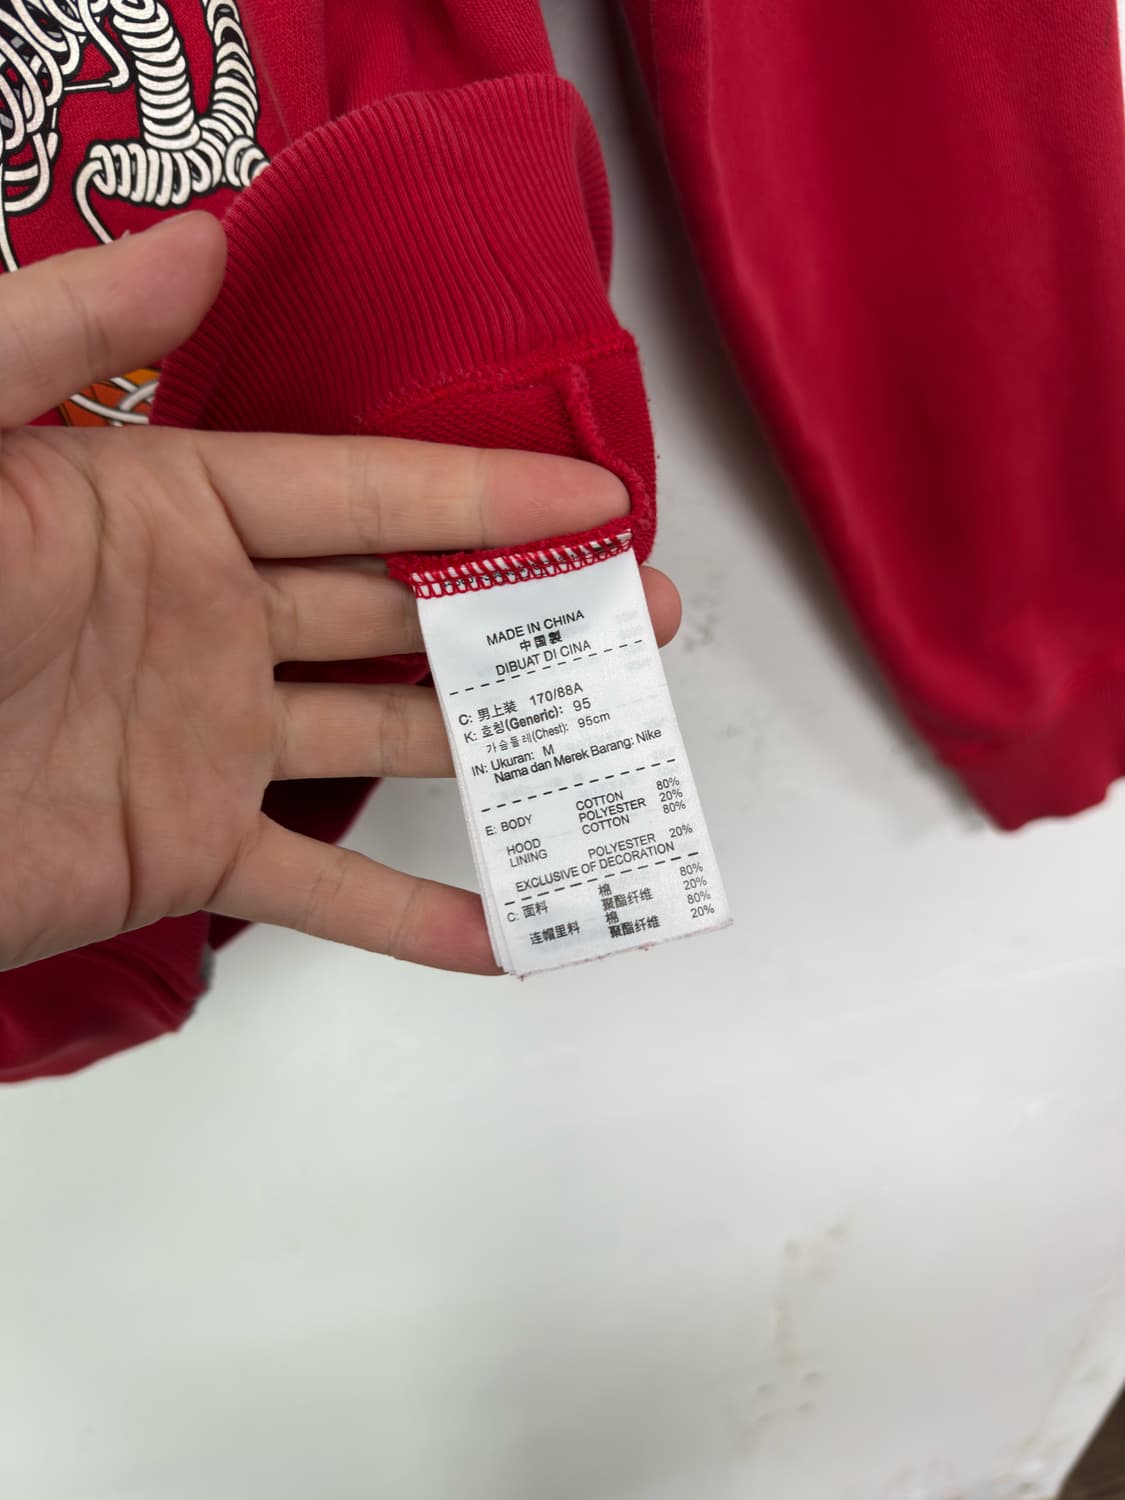 MADE IN CHINA
中国製
DIBUAT DI CINA
C: 男上装 170/88A
K: 호칭(Generic): 95
가슴둘레(Chest): 95cm
IN: Ukuran: M
Nama dan Merek Barang: Nike
E: BODY COTTON 80%
POLYESTER 20%
HOOD LINING COTTON 80%
POLYESTER 20%
EXCLUSIVE OF DECORATION
C: 面料 棉 80%
聚酯纤维 20%
连帽里料 棉 80%
聚酯纤维 20%